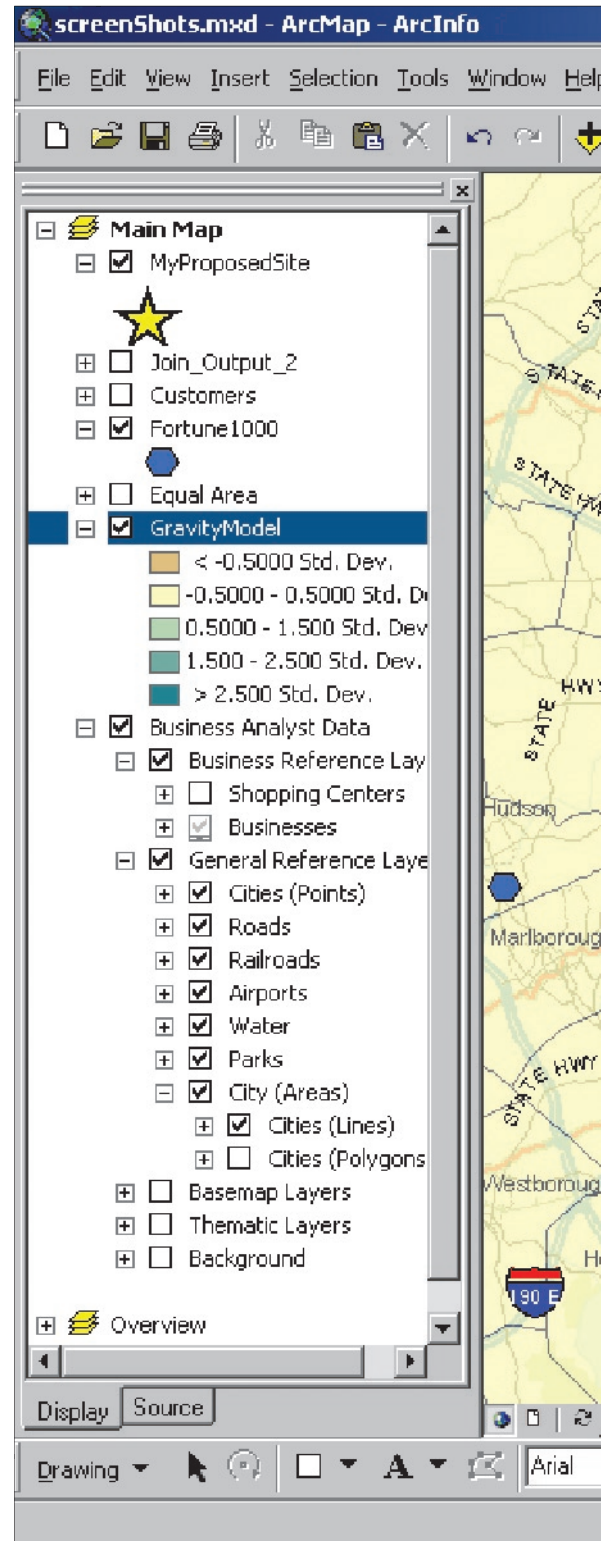 screenShots.mxd - ArcMap - ArcInfo
File Edit View Insert Selection Tools Window Help
Main Map
MyProposedSite
Join_Output_2
Customers
Fortune1000
Equal Area
GravityModel
< -0.5000 Std. Dev.
-0.5000 - 0.5000 Std. D
0.5000 - 1.500 Std. Dev
1.500 - 2.500 Std. Dev.
> 2.500 Std. Dev.
Business Analyst Data
Business Reference Lay
Shopping Centers
Businesses
General Reference Laye
Cities (Points)
Roads
Railroads
Airports
Water
Parks
City (Areas)
Cities (Lines)
Cities (Polygons
Basemap Layers
Thematic Layers
Background
Overview
Display Source
Drawing A Arial
STATE
STATE HW
STATE HWY
Hudson
Marlboroug
STATE HWY
Westboroug
H